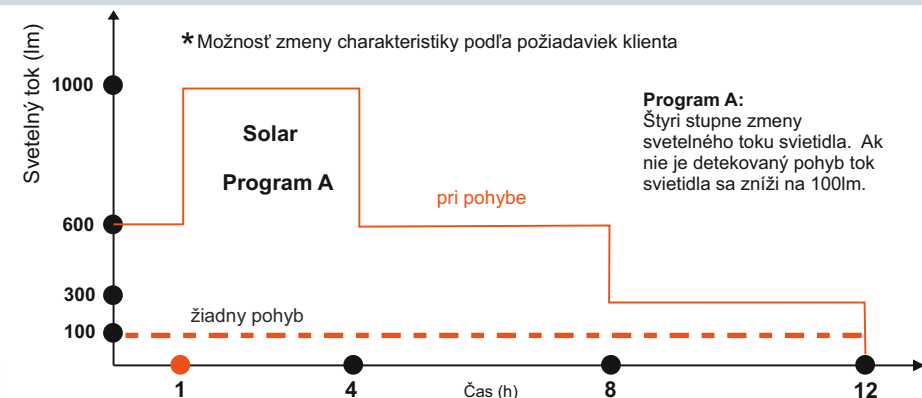 Svetelný tok (lm)
*Možnosť zmeny charakteristiky podľa požiadaviek klienta
1000
600
300
100
Solar
Program A
pri pohybe
žiadny pohyb
Program A:
Štyri stupne zmeny
svetelného toku svietidla. Ak
nie je detekovaný pohyb tok
svietidla sa zníži na 100lm.
1
4
Čas (h)
8
12